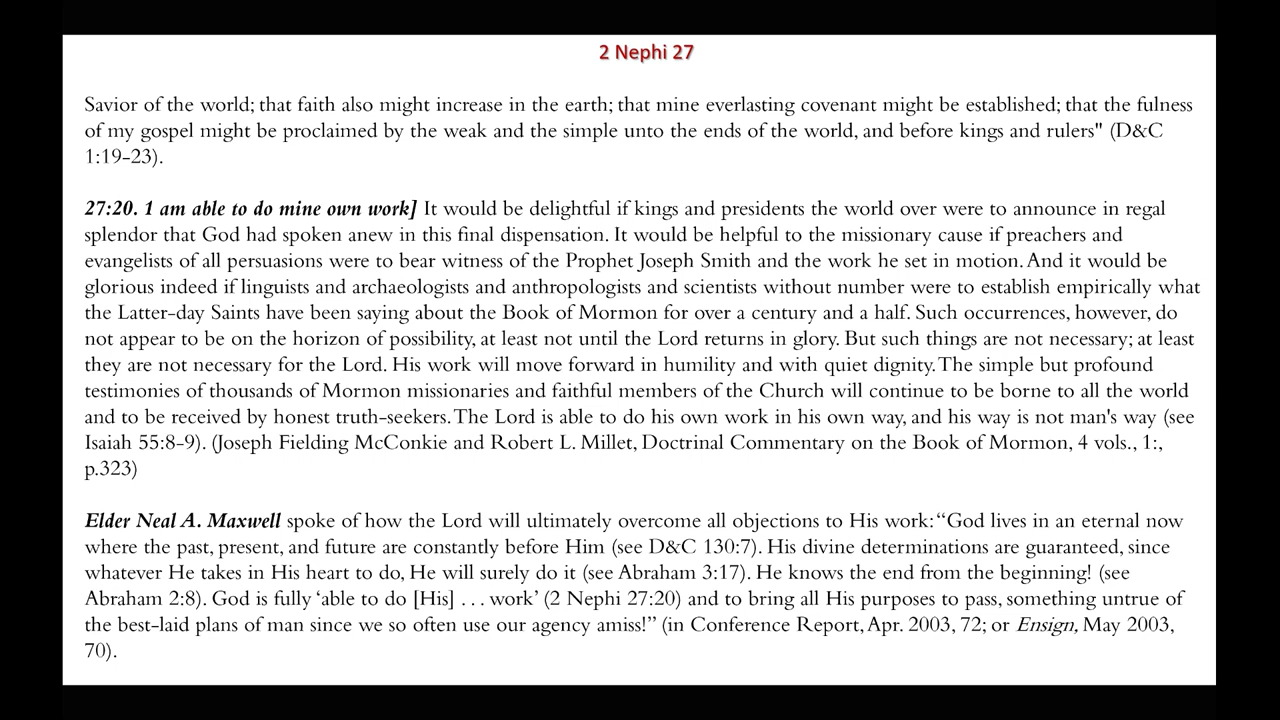 2 Nephi 27
Savior of the world; that faith also might increase in the earth; that mine everlasting covenant might be established; that the fulness
of my gospel might be proclaimed by the weak and the simple unto the ends of the world, and before kings and rulers" (D&C
1:19-23).
27:20. 1 am able to do mine own work] It would be delightful if kings and presidents the world over were to announce in regal
splendor that God had spoken anew in this final dispensation. It would be helpful to the missionary cause if preachers and
evangelists of all persuasions were to bear witness of the Prophet Joseph Smith and the work he set in motion. And it would be
glorious indeed if linguists and archaeologists and anthropologists and scientists without number were to establish empirically what
the Latter-day Saints have been saying about the Book of Mormon for over a century and a half. Such occurrences, however, do
not appear to be on the horizon of possibility, at least not until the Lord returns in glory. But such things are not necessary; at least
they are not necessary for the Lord. His work will move forward in humility and with quiet dignity. The simple but profound
testimonies of thousands of Mormon missionaries and faithful members of the Church will continue to be borne to all the world
and to be received by honest truth-seekers. The Lord is able to do his own work in his own way, and his way is not man's way (see
Isaiah 55:8-9). (Joseph Fielding McConkie and Robert L. Millet, Doctrinal Commentary on the Book of Mormon, 4 vols., 1:,
p.323)
Elder Neal A. Maxwell spoke of how the Lord will ultimately overcome all objections to His work: “God lives in an eternal now
where the past, present, and future are constantly before Him (see D&C 130:7). His divine determinations are guaranteed, since
whatever He takes in His heart to do, He will surely do it (see Abraham 3:17). He knows the end from the beginning! (see
Abraham 2:8). God is fully ‘able to do [His] . . . work’ (2 Nephi 27:20) and to bring all His purposes to pass, something untrue of
the best-laid plans of man since we so often use our agency amiss!” (in Conference Report, Apr. 2003, 72; or Ensign, May 2003,
70).